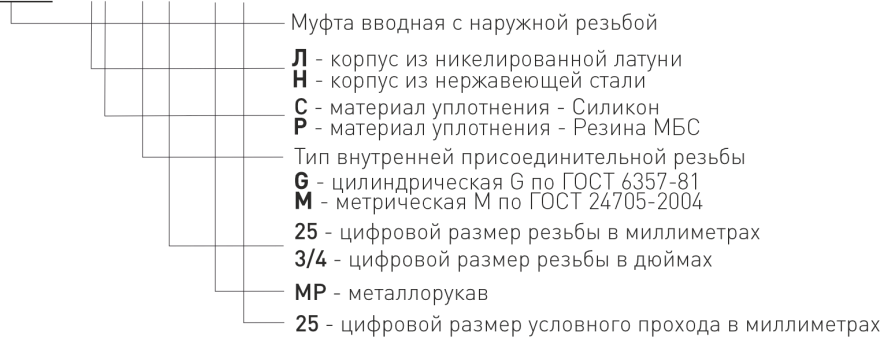 Муфта вводная с наружной резьбой
Л - корпус из никелированной латуни
Н - корпус из нержавеющей стали
С - материал уплотнения - Силикон
Р - материал уплотнения - Резина МБС
Тип внутренней присоединительной резьбы
G - цилиндрическая G по ГОСТ 6357-81
М - метрическая М по ГОСТ 24705-2004
25 - цифровой размер резьбы в миллиметрах
3/4 - цифровой размер резьбы в дюймах
МР - металлорукав
25 - цифровой размер условного прохода в миллиметрах